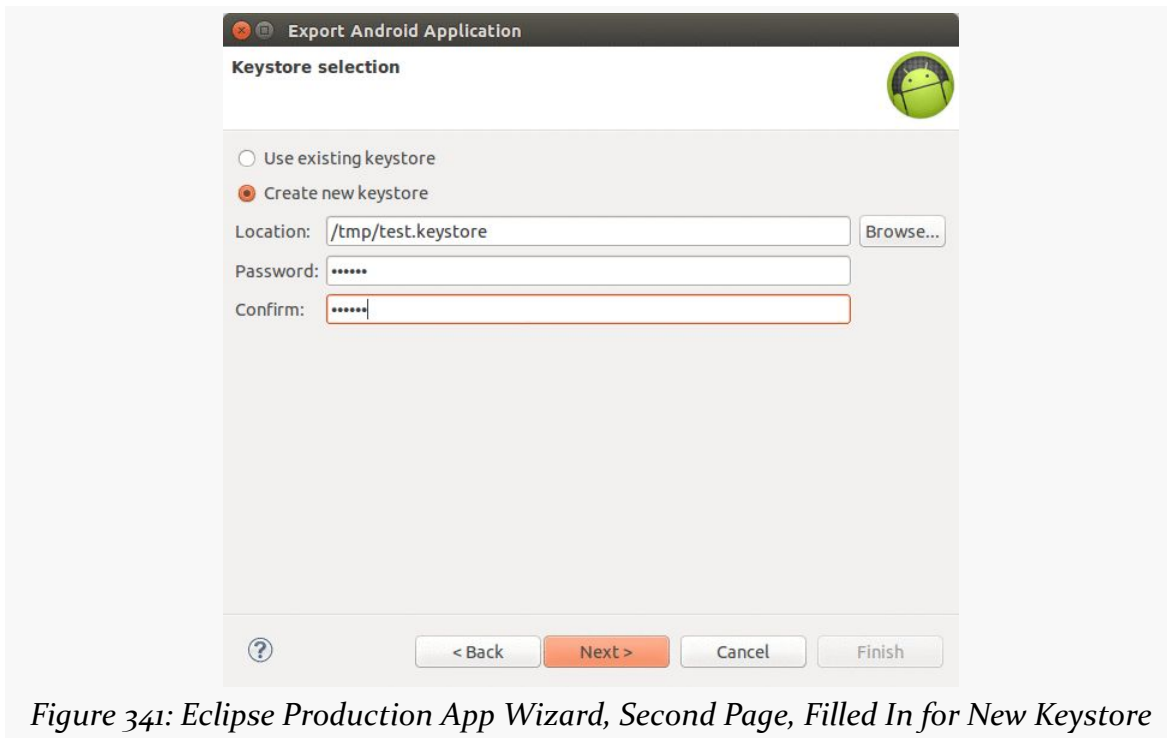 Export Android Application
Keystore selection
Use existing keystore
Create new keystore
Location: /tmp/test.keystore Browse...
Password: ••••••
Confirm: ••••••
? < Back Next > Cancel Finish
Figure 341: Eclipse Production App Wizard, Second Page, Filled In for New Keystore